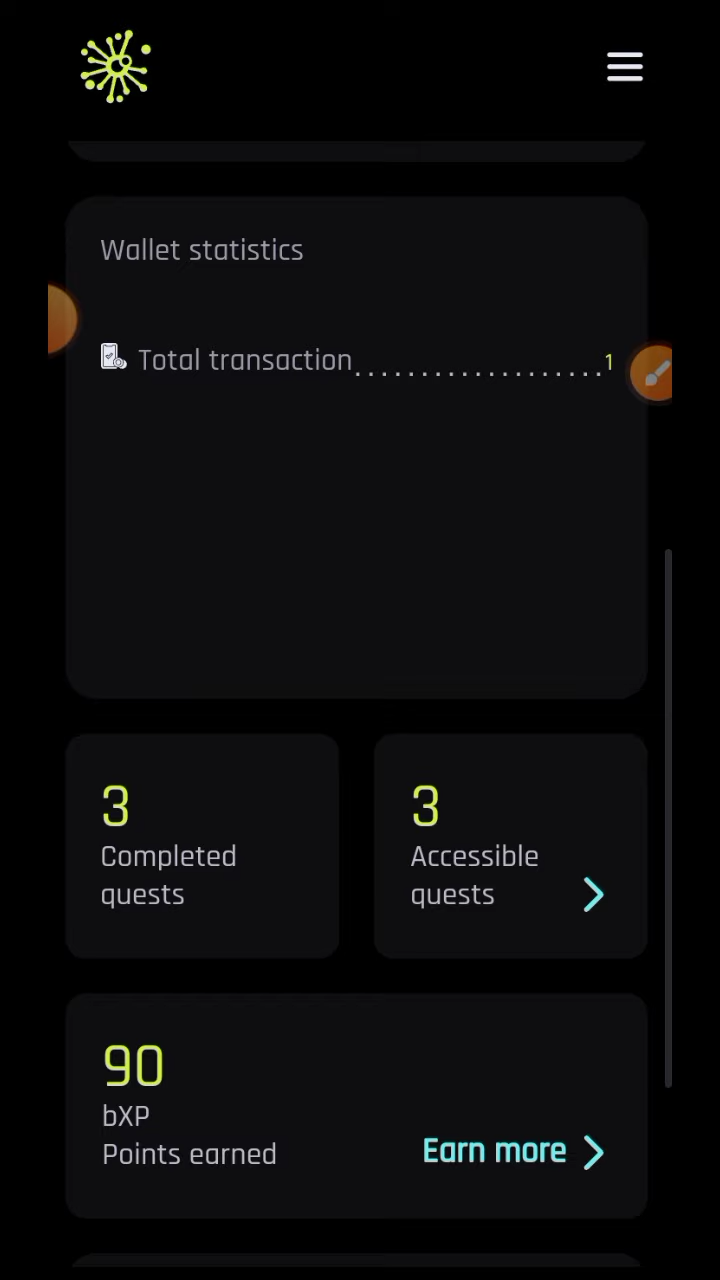 Wallet statistics
Total transaction...................1
3
Completed
quests
3
Accessible
quests
90
bXP
Points earned
Earn more